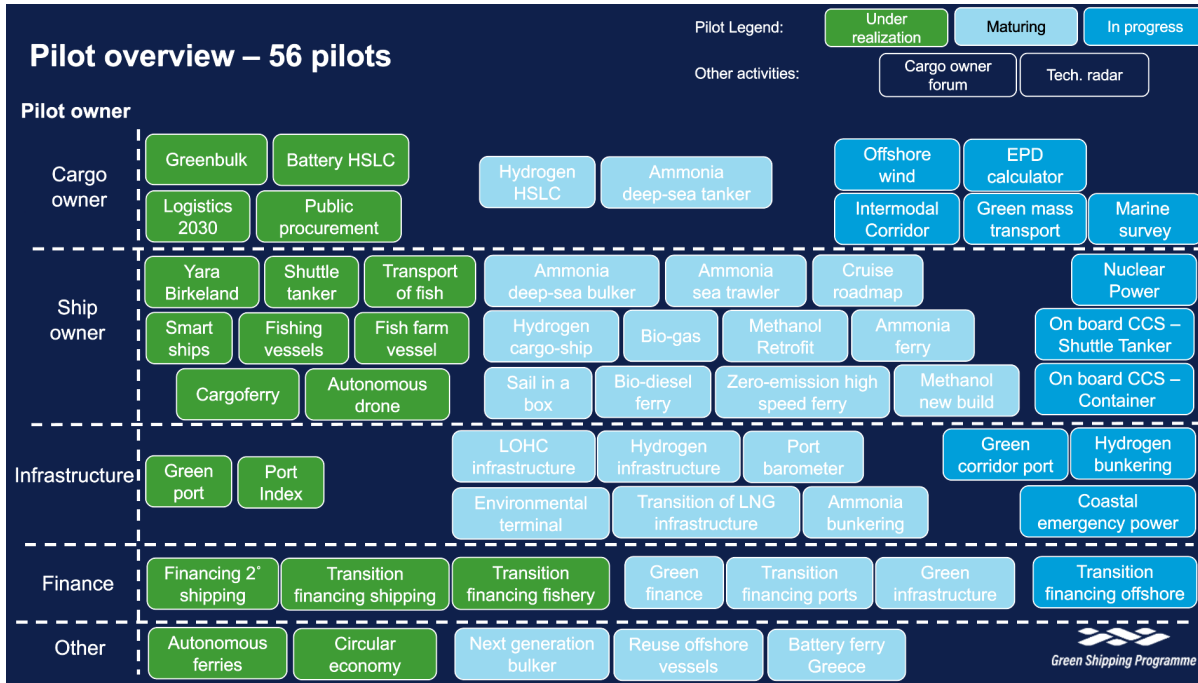 Pilot overview – 56 pilots
Pilot Legend:
Under
realization
Maturing
In progress
Other activities:
Cargo owner
forum
Tech. radar
Pilot owner
Cargo
owner
Greenbulk
Battery HSLC
Logistics
2030
Public
procurement
Hydrogen
HSLC
Ammonia
deep-sea tanker
Offshore
wind
EPD
calculator
Intermodal
Corridor
Green mass
transport
Marine
survey
Ship
owner
Yara
Birkeland
Shuttle
tanker
Transport
of fish
Smart
ships
Fishing
vessels
Fish farm
vessel
Cargoferry
Autonomous
drone
Ammonia
deep-sea bulker
Ammonia
sea trawler
Cruise
roadmap
Hydrogen
cargo-ship
Bio-gas
Methanol
Retrofit
Ammonia
ferry
Sail in a
box
Bio-diesel
ferry
Zero-emission high
speed ferry
Methanol
new build
Nuclear
Power
On board CCS –
Shuttle Tanker
On board CCS –
Container
Infrastructure
Green
port
Port
Index
LOHC
infrastructure
Hydrogen
infrastructure
Port
barometer
Environmental
terminal
Transition of LNG
infrastructure
Ammonia
bunkering
Green
corridor port
Hydrogen
bunkering
Coastal
emergency power
Finance
Financing 2°
shipping
Transition
financing shipping
Transition
financing fishery
Green
finance
Transition
financing ports
Green
infrastructure
Transition
financing offshore
Other
Autonomous
ferries
Circular
economy
Next generation
bulker
Reuse offshore
vessels
Battery ferry
Greece
Green Shipping Programme